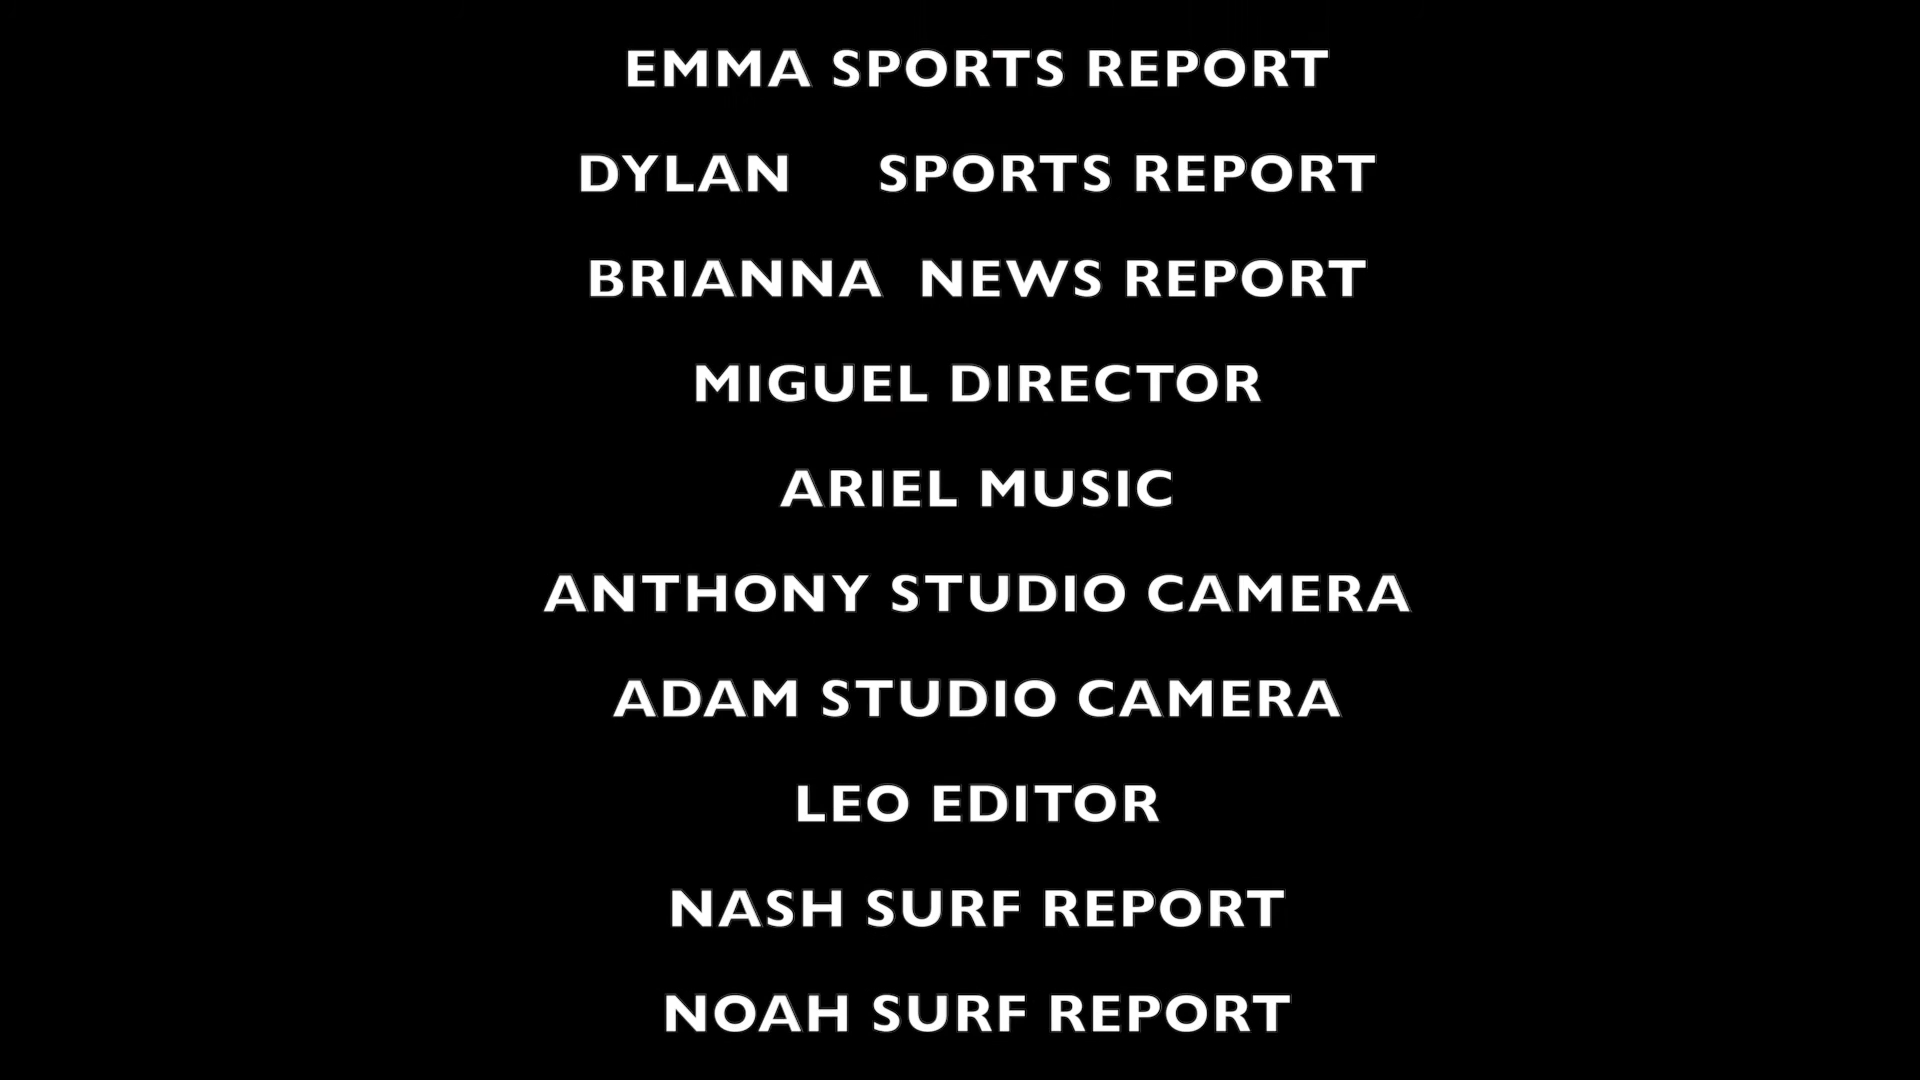 EMMA SPORTS REPORT
DYLAN SPORTS REPORT
BRIANNA NEWS REPORT
MIGUEL DIRECTOR
ARIEL MUSIC
ANTHONY STUDIO CAMERA
ADAM STUDIO CAMERA
LEO EDITOR
NASH SURF REPORT
NOAH SURF REPORT